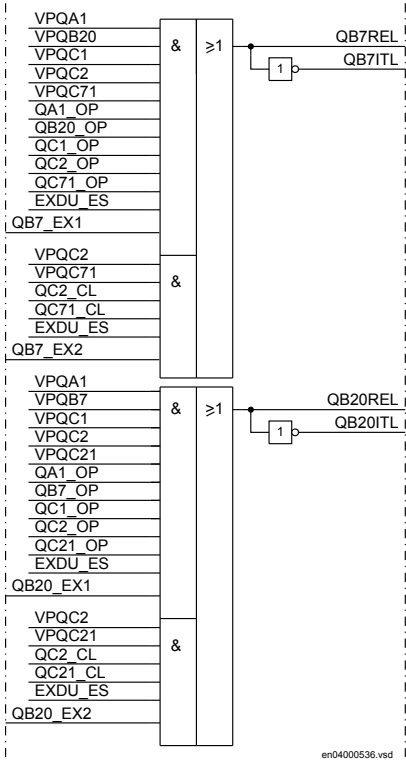 VPQA1
VPQB20
VPQC1
VPQC2
VPQC71
QA1_OP
QB20_OP
QC1_OP
QC2_OP
QC71_OP
EXDU_ES
QB7_EX1
& ≥1
QB7REL
QB7ITL
1
VPQC2
VPQC71
QC2_CL
QC71_CL
EXDU_ES
QB7_EX2
&
VPQA1
VPQB7
VPQC1
VPQC2
VPQC21
QA1_OP
QB7_OP
QC1_OP
QC2_OP
QC21_OP
EXDU_ES
QB20_EX1
& ≥1
QB20REL
QB20ITL
1
VPQC2
VPQC21
QC2_CL
QC21_CL
EXDU_ES
QB20_EX2
&
en04000536.vsd